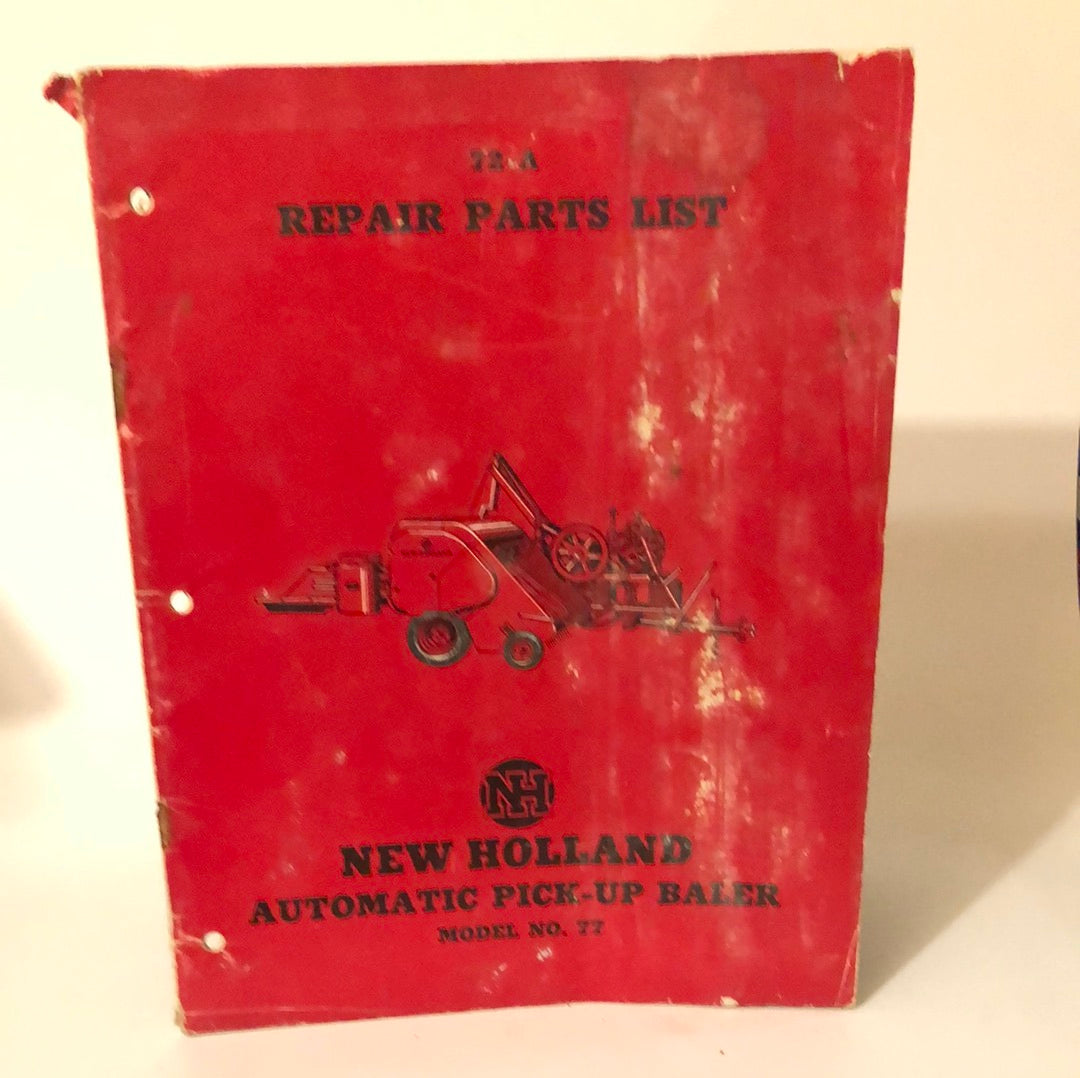 72-A
REPAIR PARTS LIST
NH
NEW HOLLAND
AUTOMATIC PICK-UP BALER
MODEL NO. 77